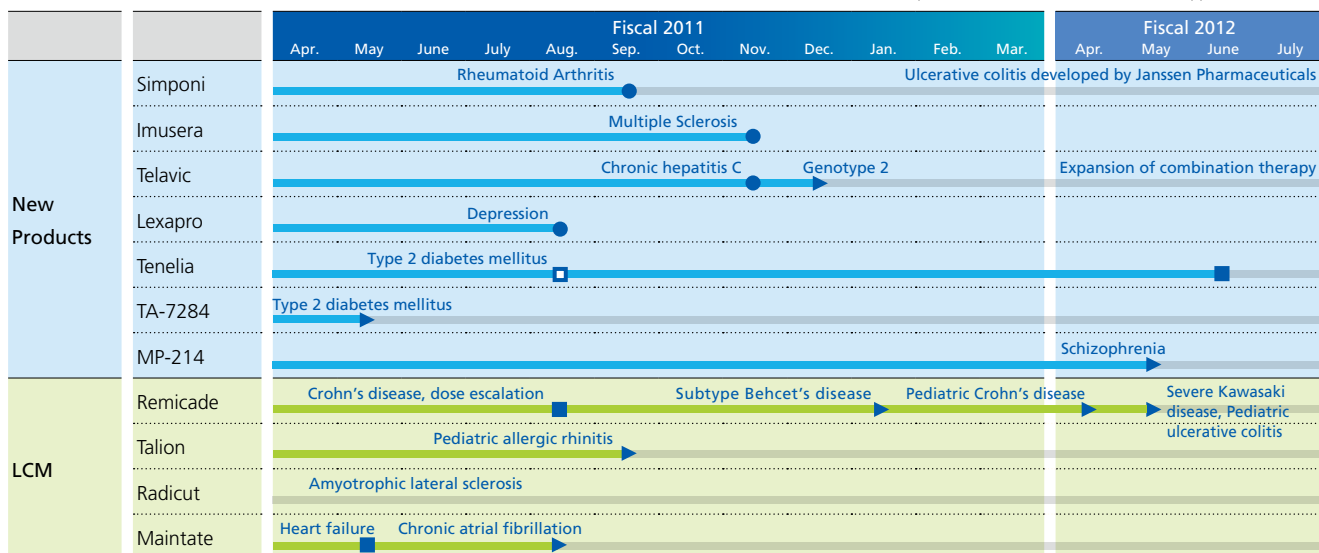 Fiscal 2011
Fiscal 2012
Apr. May June July Aug. Sep. Oct. Nov. Dec. Jan. Feb. Mar. Apr. May June July
New
Products
Simponi
Rheumatoid Arthritis
Ulcerative colitis developed by Janssen Pharmaceuticals
Imusera
Multiple Sclerosis
Telavic
Chronic hepatitis C
Genotype 2
Expansion of combination therapy
Lexapro
Depression
Tenelia
Type 2 diabetes mellitus
TA-7284
Type 2 diabetes mellitus
MP-214
Schizophrenia
LCM
Remicade
Crohn's disease, dose escalation
Subtype Behcet's disease
Pediatric Crohn's disease
Severe Kawasaki
disease, Pediatric
ulcerative colitis
Talion
Pediatric allergic rhinitis
Radicut
Amyotrophic lateral sclerosis
Maintate
Heart failure
Chronic atrial fibrillation